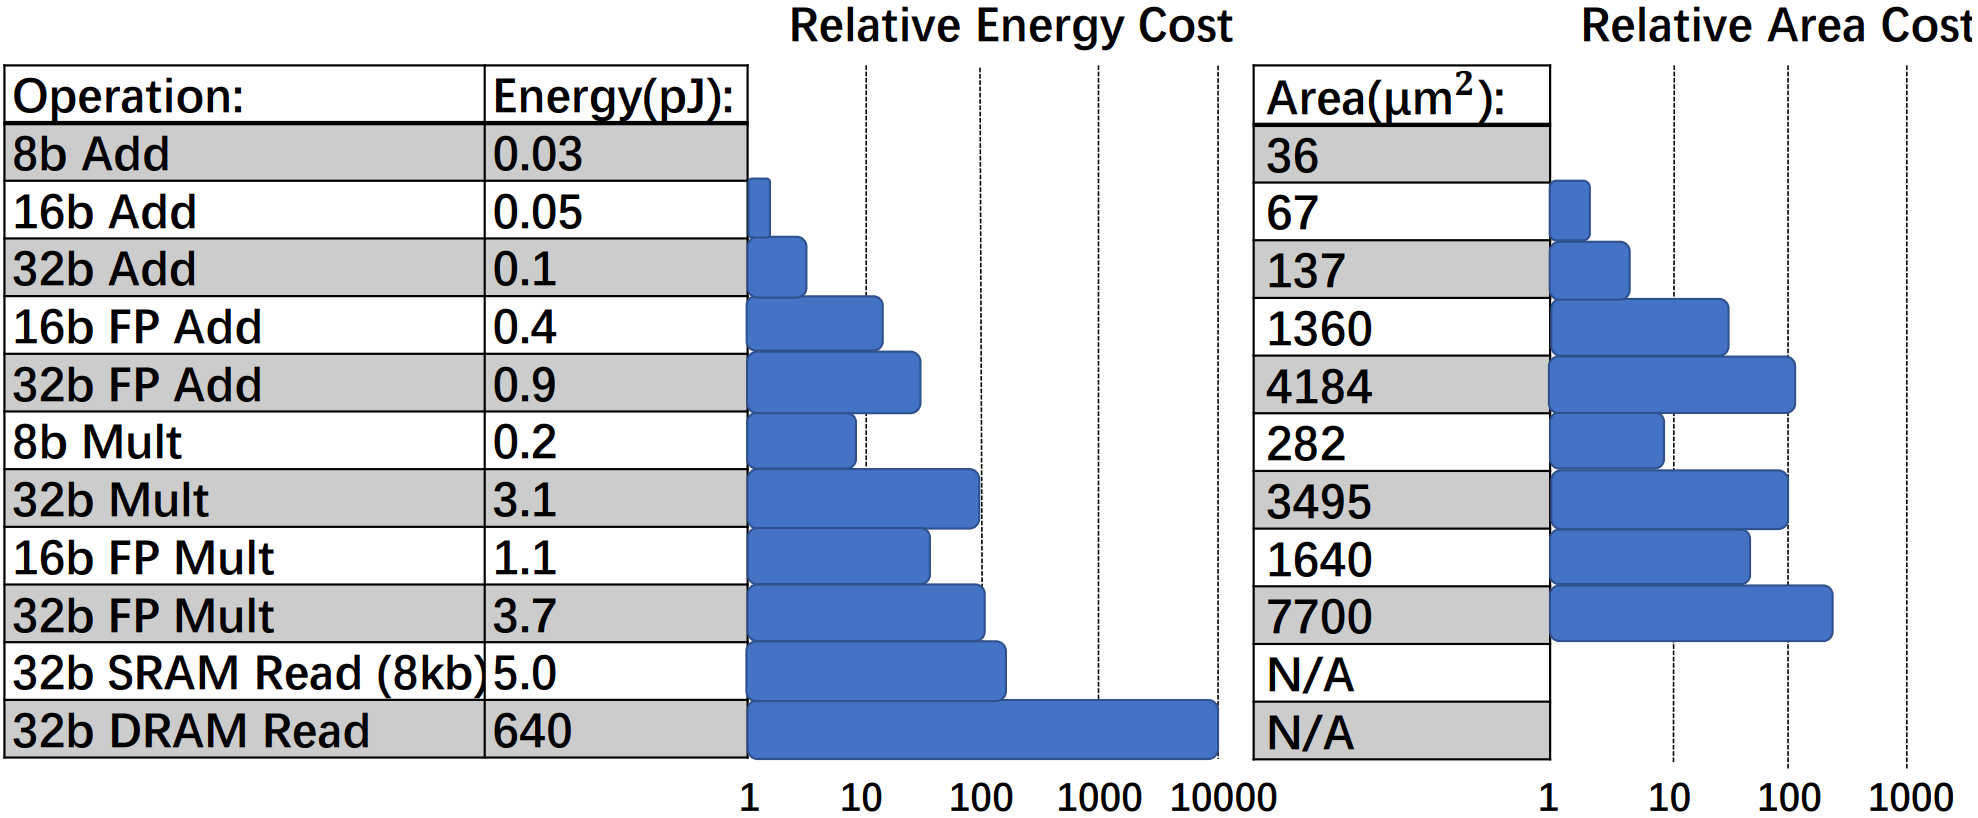 Relative Energy Cost
Relative Area Cost
Operation: Energy(pJ): Area(μm²):
8b Add 0.03 36
16b Add 0.05 67
32b Add 0.1 137
16b FP Add 0.4 1360
32b FP Add 0.9 4184
8b Mult 0.2 282
32b Mult 3.1 3495
16b FP Mult 1.1 1640
32b FP Mult 3.7 7700
32b SRAM Read (8kb) 5.0 N/A
32b DRAM Read 640 N/A
1 10 100 1000 10000
1 10 100 1000